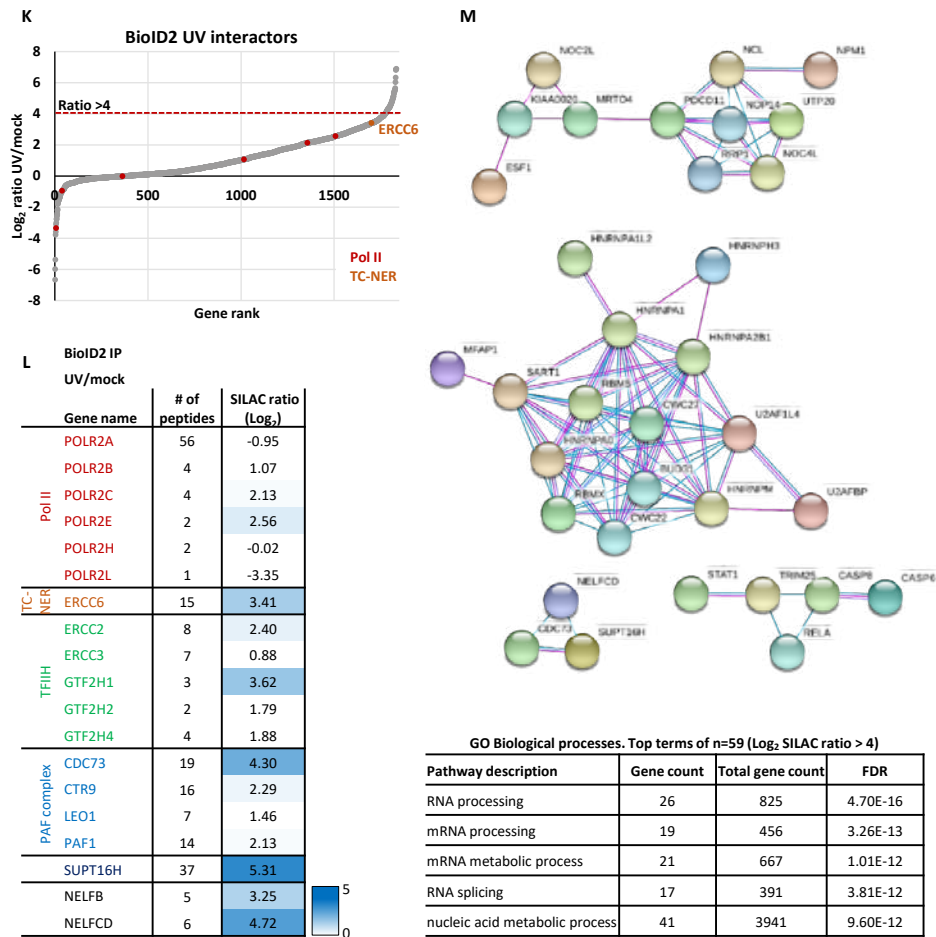 K
BioID2 UV interactors
Log2 ratio UV/mock
8
6
4
2
0
-2
-4
-6
-8
Ratio >4
ERCC6
0
500
1000
1500
Pol II
TC-NER
Gene rank
L
BioID2 IP
UV/mock
Gene name # of peptides SILAC ratio (Log2)
Pol II
POLR2A 56 -0.95
POLR2B 4 1.07
POLR2C 4 2.13
POLR2E 2 2.56
POLR2H 2 -0.02
POLR2L 1 -3.35
TC-NER
ERCC6 15 3.41
TFIIH
ERCC2 8 2.40
ERCC3 7 0.88
GTF2H1 3 3.62
GTF2H2 2 1.79
GTF2H4 4 1.88
PAF complex
CDC73 19 4.30
CTR9 16 2.29
LEO1 7 1.46
PAF1 14 2.13
SUPT16H 37 5.31
NELFB 5 3.25
NELFCD 6 4.72
5
0
M
NOC2L
NCL
NPM1
KIAA0020
MRTO4
PDCD11
NOP14
UTP20
ESF1
RRP1
NOC4L
HNRNPA1L2
HNRNPH3
HNRNPA1
HNRNPA2B1
MFAP1
SART1
CWC27
U2AF1L4
HNRNPA0
BUD31
RBMX
HNRNPM
U2AFBP
CWC22
NELFCD
CDC73
SUPT16H
STAT1
TRIM25
CASP8
CASP6
RELA
GO Biological processes. Top terms of n=59 (Log2 SILAC ratio > 4)
Pathway description Gene count Total gene count FDR
RNA processing 26 825 4.70E-16
mRNA processing 19 456 3.26E-13
mRNA metabolic process 21 667 1.01E-12
RNA splicing 17 391 3.81E-12
nucleic acid metabolic process 41 3941 9.60E-12